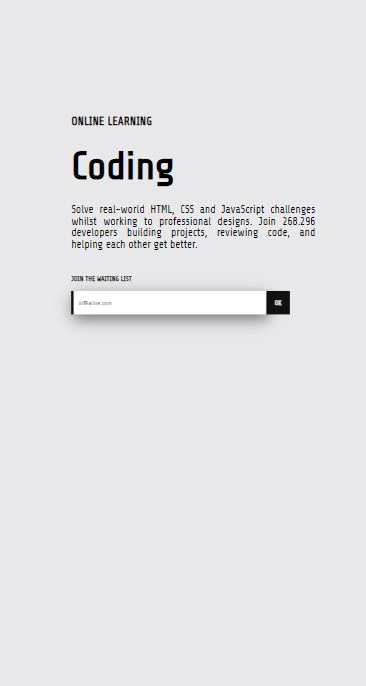 ONLINE LEARNING
Coding
Solve real-world HTML, CSS and JavaScript challenges
whilst working to professional designs. Join 268.296
developers building projects, reviewing code, and
helping each other get better.
JOIN THE WAITING LIST
oi@aline.com
OK